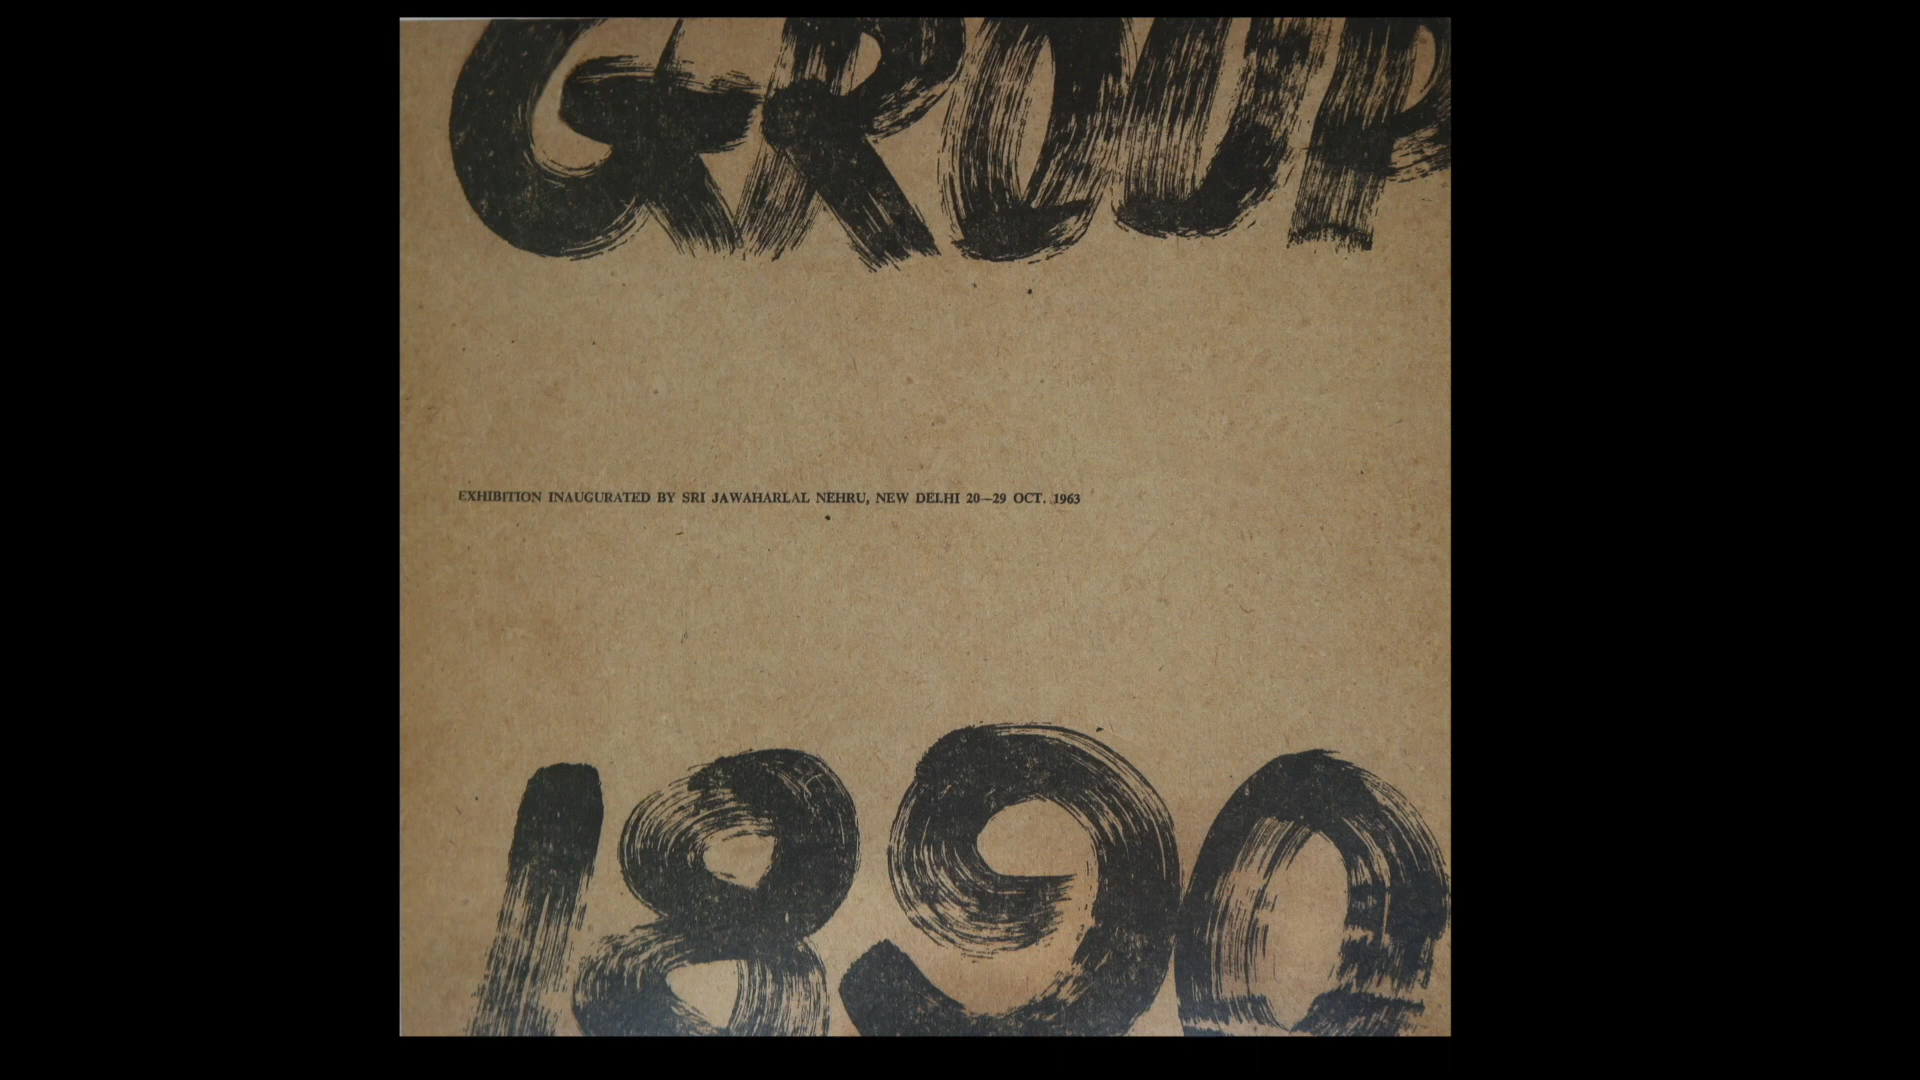 GROUP
EXHIBITION INAUGURATED BY SRI JAWAHARLAL NEHRU, NEW DELHI 20—29 OCT. 1963
1890